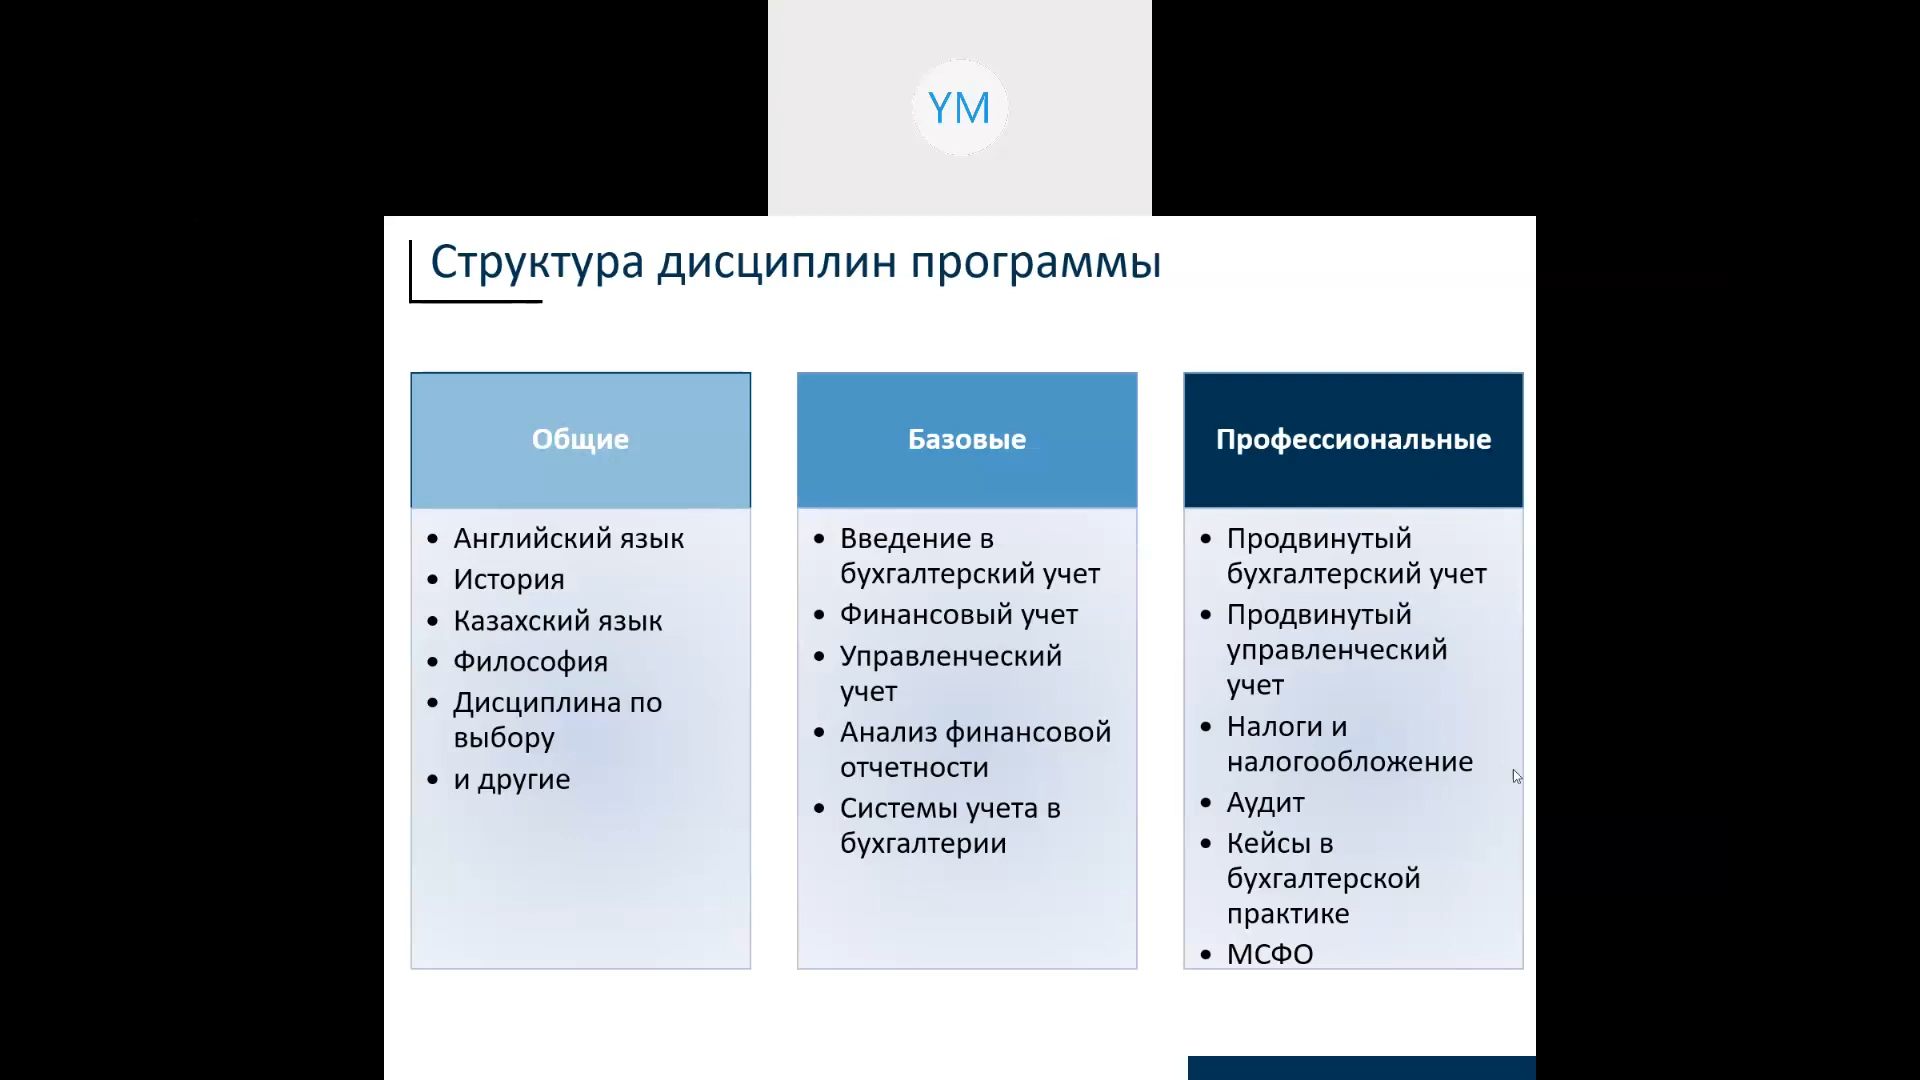 YM
Структура дисциплин программы
Общие
• Английский язык
• История
• Казахский язык
• Философия
• Дисциплина по
выбору
• и другие
Базовые
• Введение в
бухгалтерский учет
• Финансовый учет
• Управленческий
учет
• Анализ финансовой
отчетности
• Системы учета в
бухгалтерии
Профессиональные
• Продвинутый
бухгалтерский учет
• Продвинутый
управленческий
учет
• Налоги и
налогообложение
• Аудит
• Кейсы в
бухгалтерской
практике
• МСФО